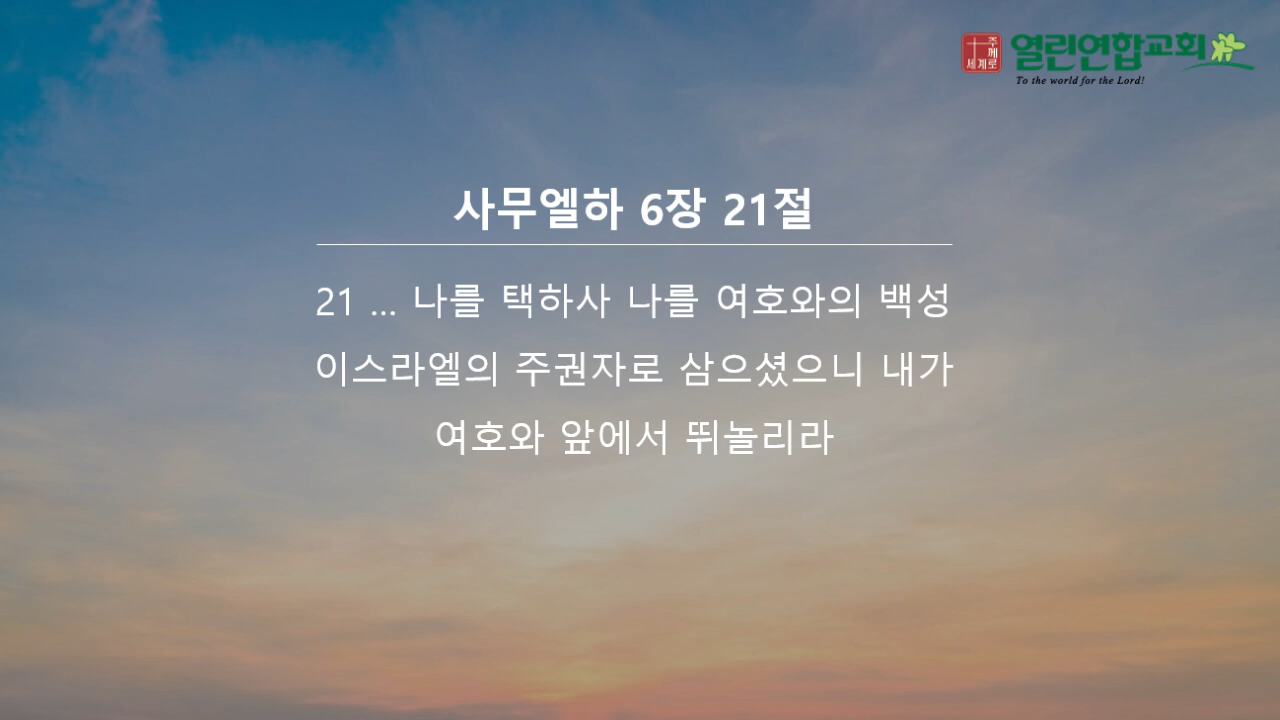 주께
세계로
열린연합교회
To the world for the Lord!
사무엘하 6장 21절
21 ... 나를 택하사 나를 여호와의 백성
이스라엘의 주권자로 삼으셨으니 내가
여호와 앞에서 뛰놀리라